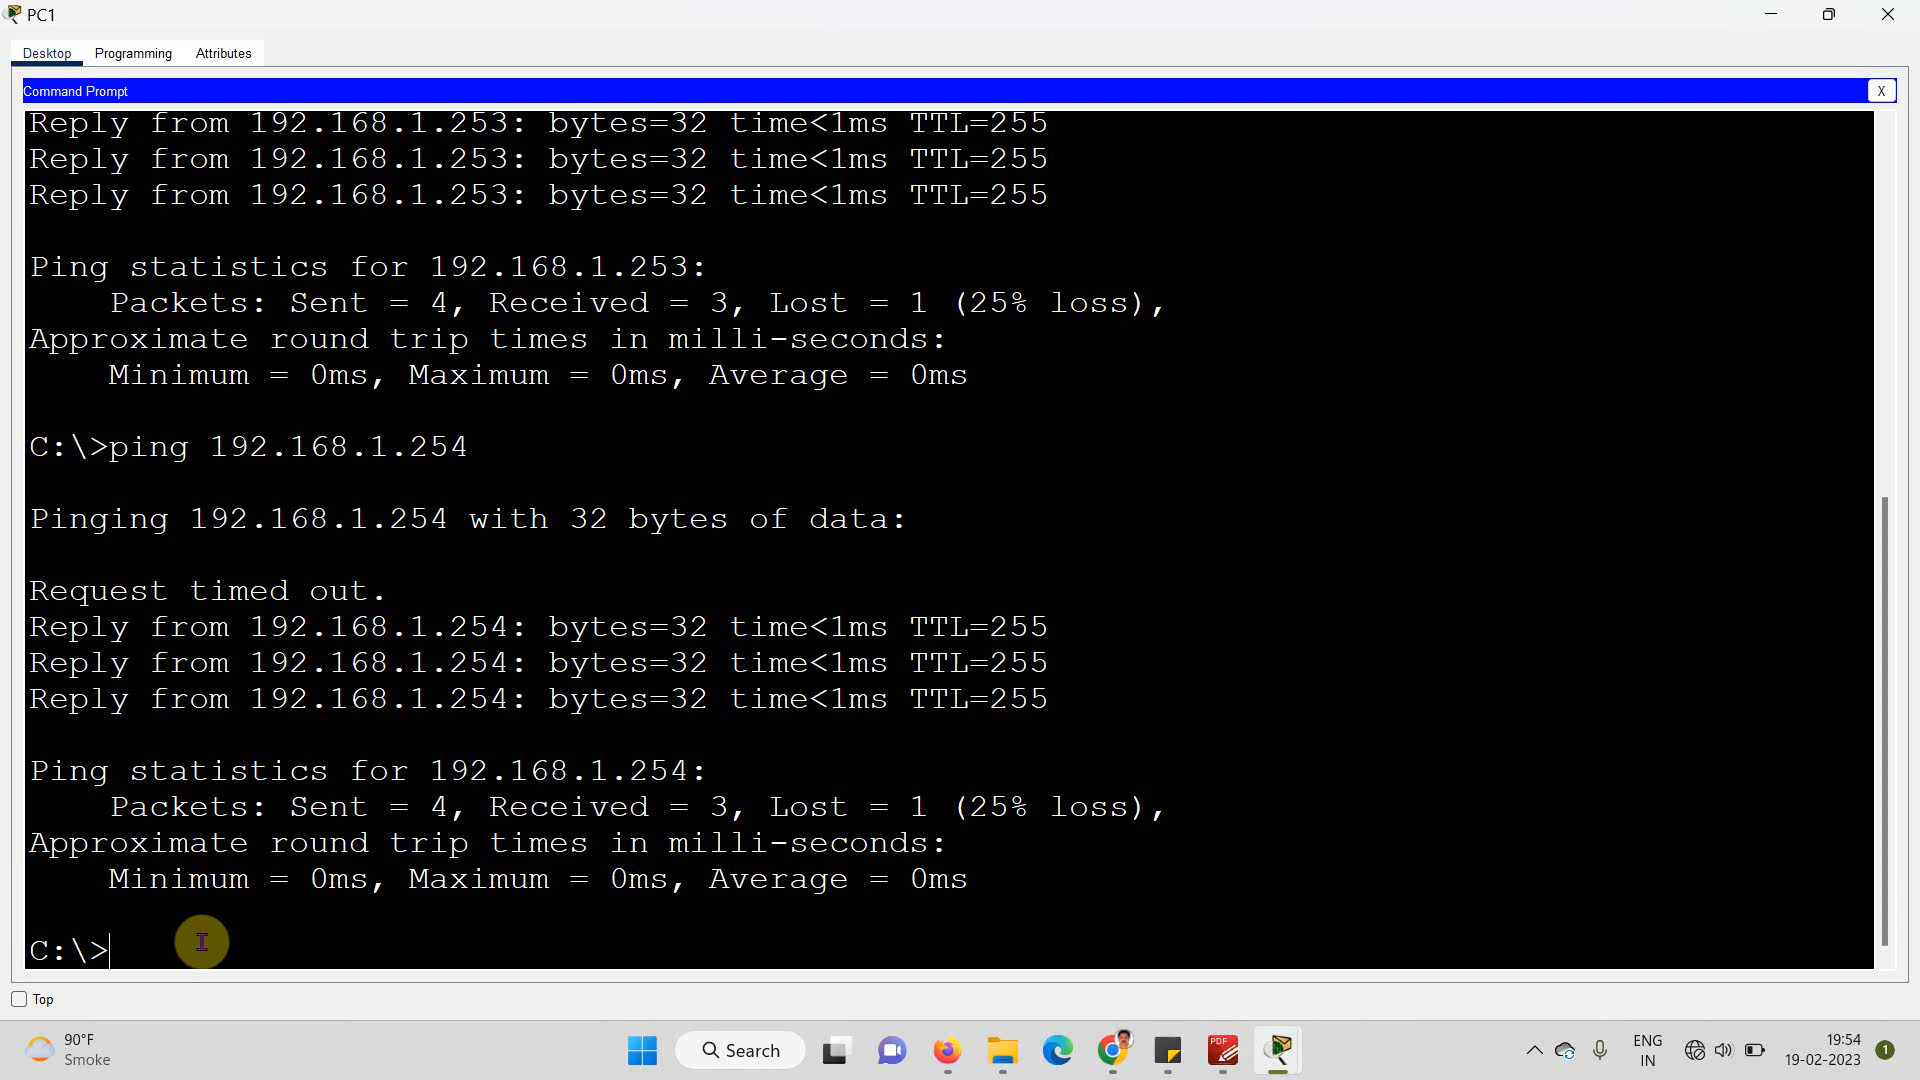 PC1
Desktop Programming Attributes
Command Prompt X
Reply from 192.168.1.253: bytes=32 time<1ms TTL=255
Reply from 192.168.1.253: bytes=32 time<1ms TTL=255
Reply from 192.168.1.253: bytes=32 time<1ms TTL=255
Ping statistics for 192.168.1.253:
Packets: Sent = 4, Received = 3, Lost = 1 (25% loss),
Approximate round trip times in milli-seconds:
Minimum = 0ms, Maximum = 0ms, Average = 0ms
C:\>ping 192.168.1.254
Pinging 192.168.1.254 with 32 bytes of data:
Request timed out.
Reply from 192.168.1.254: bytes=32 time<1ms TTL=255
Reply from 192.168.1.254: bytes=32 time<1ms TTL=255
Reply from 192.168.1.254: bytes=32 time<1ms TTL=255
Ping statistics for 192.168.1.254:
Packets: Sent = 4, Received = 3, Lost = 1 (25% loss),
Approximate round trip times in milli-seconds:
Minimum = 0ms, Maximum = 0ms, Average = 0ms
C:\>
Top
90°F
Smoke
Search
PDF
ENG
IN
19:54
19-02-2023
1